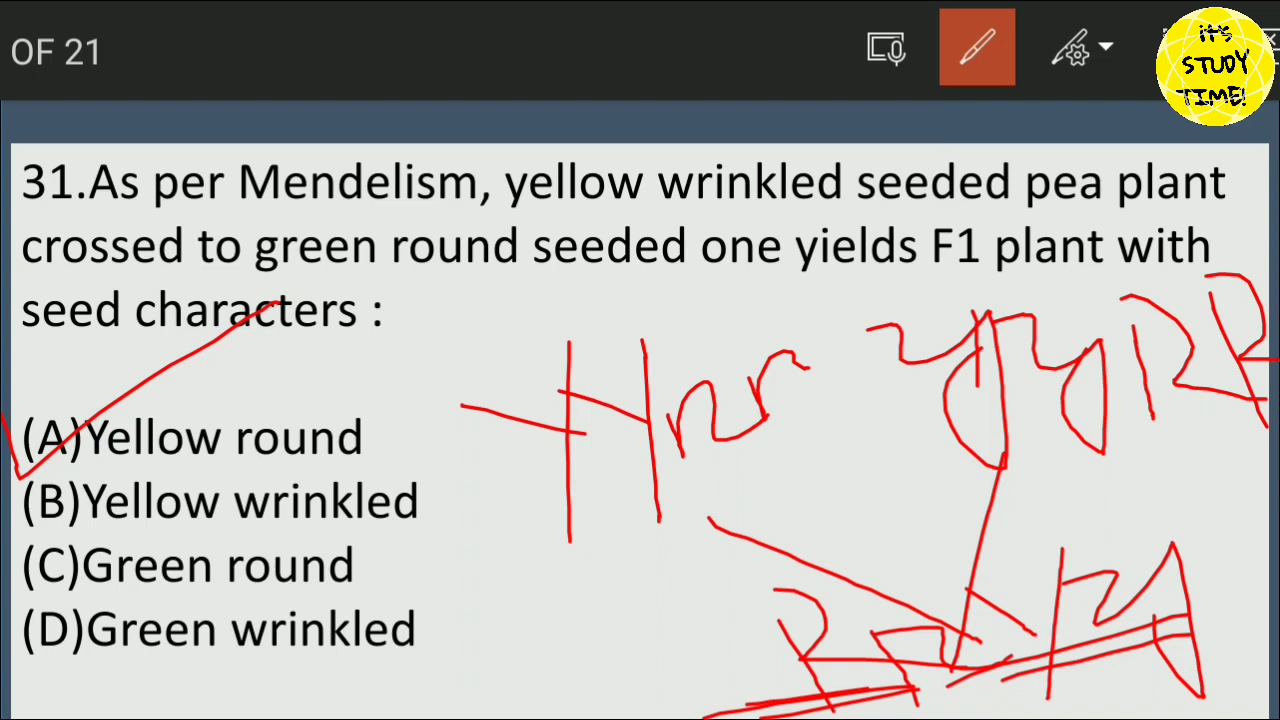 OF 21
IT'S
STUDY
TIME!
31.As per Mendelism, yellow wrinkled seeded pea plant
crossed to green round seeded one yields F1 plant with
seed characters :
(A)Yellow round
(B)Yellow wrinkled
(C)Green round
(D)Green wrinkled